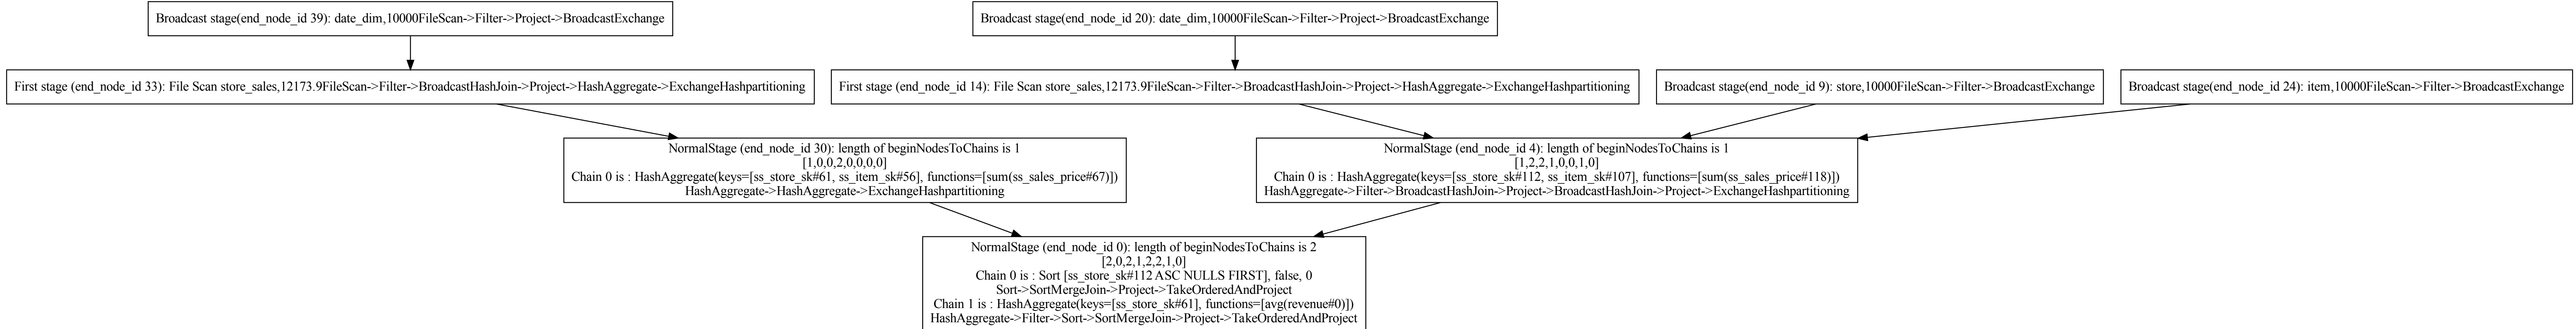 Broadcast stage(end_node_id 39): date_dim,10000FileScan->Filter->Project->BroadcastExchange
Broadcast stage(end_node_id 20): date_dim,10000FileScan->Filter->Project->BroadcastExchange
First stage (end_node_id 33): File Scan store_sales,12173.9FileScan->Filter->BroadcastHashJoin->Project->HashAggregate->ExchangeHashpartitioning
First stage (end_node_id 14): File Scan store_sales,12173.9FileScan->Filter->BroadcastHashJoin->Project->HashAggregate->ExchangeHashpartitioning
Broadcast stage(end_node_id 9): store,10000FileScan->Filter->BroadcastExchange
Broadcast stage(end_node_id 24): item,10000FileScan->Filter->BroadcastExchange
NormalStage (end_node_id 30): length of beginNodesToChains is 1
[1,0,0,2,0,0,0,0]
Chain 0 is : HashAggregate(keys=[ss_store_sk#61, ss_item_sk#56], functions=[sum(ss_sales_price#67)])
HashAggregate->HashAggregate->ExchangeHashpartitioning
NormalStage (end_node_id 4): length of beginNodesToChains is 1
[1,2,2,1,0,0,1,0]
Chain 0 is : HashAggregate(keys=[ss_store_sk#112, ss_item_sk#107], functions=[sum(ss_sales_price#118)])
HashAggregate->Filter->BroadcastHashJoin->Project->BroadcastHashJoin->Project->ExchangeHashpartitioning
NormalStage (end_node_id 0): length of beginNodesToChains is 2
[2,0,2,1,2,2,1,0]
Chain 0 is : Sort [ss_store_sk#112 ASC NULLS FIRST], false, 0
Sort->SortMergeJoin->Project->TakeOrderedAndProject
Chain 1 is : HashAggregate(keys=[ss_store_sk#61], functions=[avg(revenue#0)])
HashAggregate->Filter->Sort->SortMergeJoin->Project->TakeOrderedAndProject